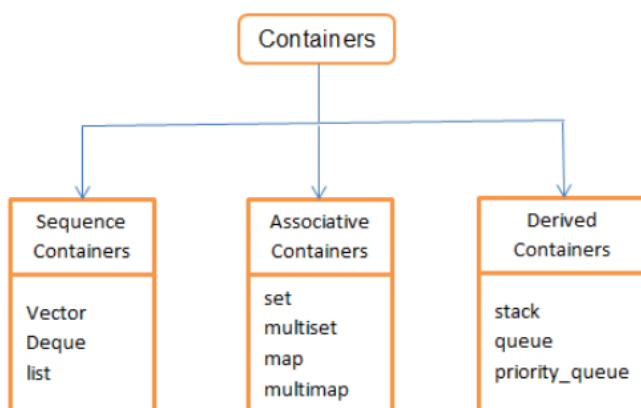 Containers
Sequence
Containers
Vector
Deque
list
Associative
Containers
set
multiset
map
multimap
Derived
Containers
stack
queue
priority_queue